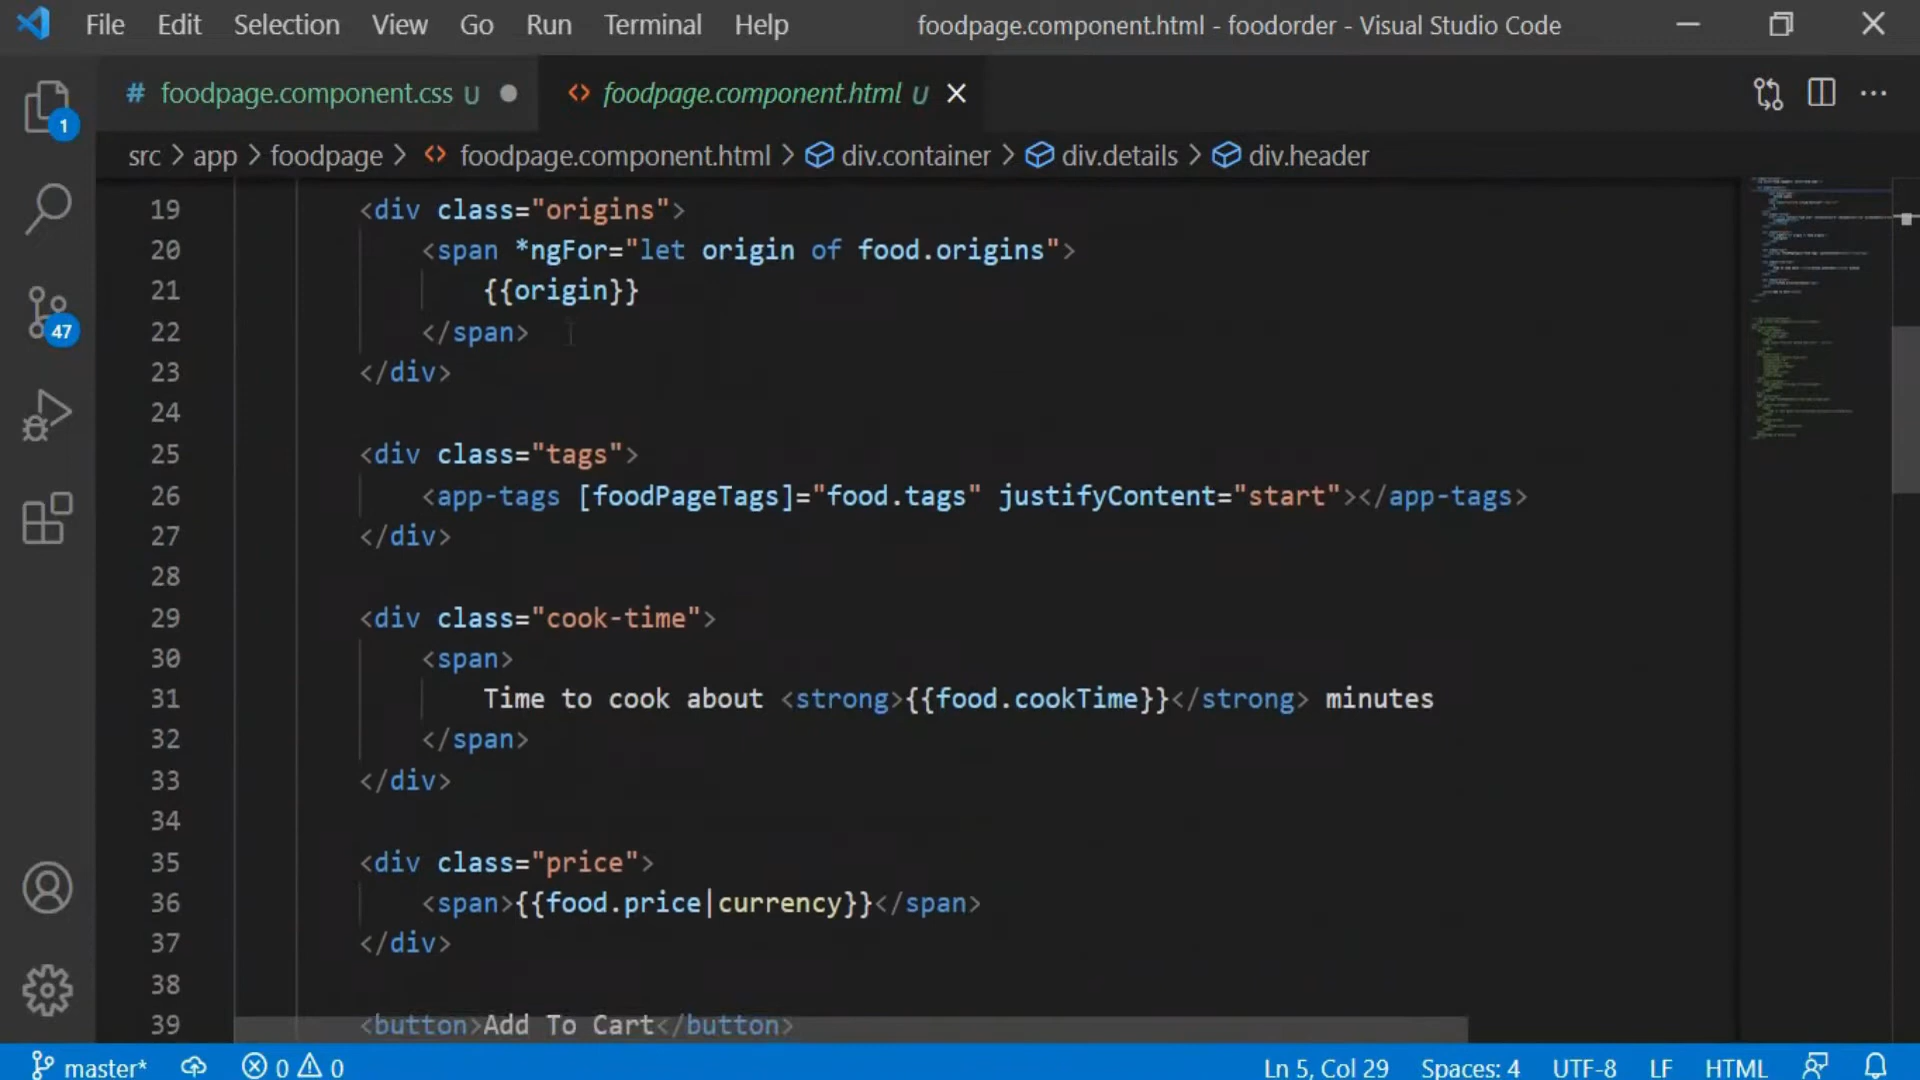 File Edit Selection View Go Run Terminal Help foodpage.component.html - foodorder - Visual Studio Code
# foodpage.component.css U foodpage.component.html U
src > app > foodpage > foodpage.component.html > div.container > div.details > div.header
1
47
19 <div class="origins">
20 <span *ngFor="let origin of food.origins">
21 {{origin}}
22 </span>
23 </div>
24
25 <div class="tags">
26 <app-tags [foodPageTags]="food.tags" justifyContent="start"></app-tags>
27 </div>
28
29 <div class="cook-time">
30 <span>
31 Time to cook about <strong>{{food.cookTime}}</strong> minutes
32 </span>
33 </div>
34
35 <div class="price">
36 <span>{{food.price|currency}}</span>
37 </div>
38
39 <button>Add To Cart</button>
master* 0 0 Ln 5, Col 29 Spaces: 4 UTF-8 LF HTML